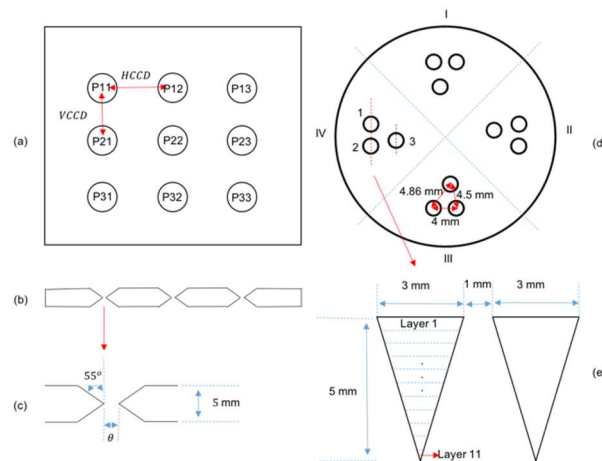 I
HCCD
P11
P12
P13
VCCD
(a)
P21
P22
P23
P31
P32
P33
IV
1
2
3
II
(d)
4.86 mm
4.5 mm
4 mm
III
(b)
3 mm
1 mm
3 mm
Layer 1
5 mm
(e)
Layer 11
(c)
55°
5 mm
θ